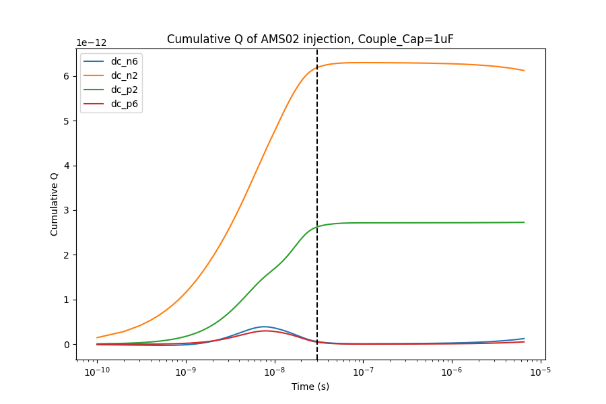 Cumulative Q of AMS02 injection, Couple_Cap=1uF
1e−12
dc_n6
dc_n2
dc_p2
dc_p6
6
5
4
3
2
1
0
Cumulative Q
10⁻¹⁰ 10⁻⁹ 10⁻⁸ 10⁻⁷ 10⁻⁶ 10⁻⁵
Time (s)